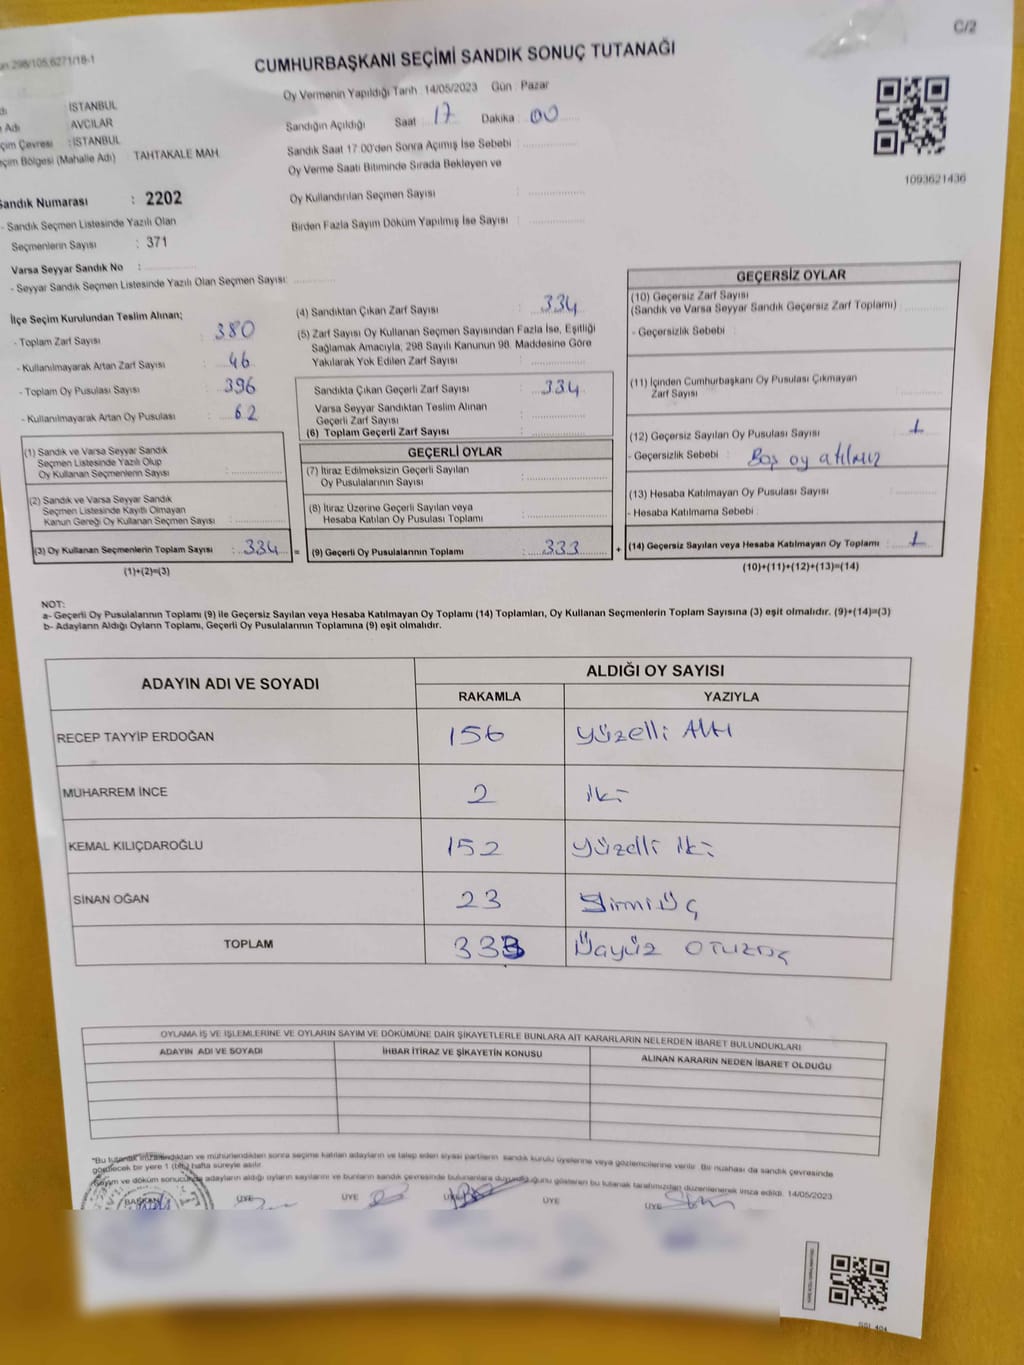 C/2
298/105,6271/18-1
CUMHURBAŞKANI SEÇİMİ SANDIK SONUÇ TUTANAĞI
: İSTANBUL
Adı : AVCILAR
Çevresi : İSTANBUL
Bölgesi (Mahalle Adı) : TAHTAKALE MAH.
Oy Vermenin Yapıldığı Tarih : 14/05/2023 Gün : Pazar
Sandığın Açıldığı Saat : 17 Dakika : 00
Sandık Saat 17:00'den Sonra Açımış İse Sebebi :
Oy Verme Saati Bitiminde Sırada Bekleyen ve
Oy Kullandırılan Seçmen Sayısı :
Birden Fazla Sayım Döküm Yapılmış İse Sayısı :
1093621436
Sandık Numarası : 2202
- Sandık Seçmen Listesinde Yazılı Olan
Seçmenlerin Sayısı : 371
Varsa Seyyar Sandık No :
- Seyyar Sandık Seçmen Listesinde Yazılı Olan Seçmen Sayısı:
İlçe Seçim Kurulundan Teslim Alınan;
- Toplam Zarf Sayısı : 380
- Kullanılmayarak Artan Zarf Sayısı : 46
- Toplam Oy Pusulası Sayısı : 396
- Kullanılmayarak Artan Oy Pusulası : 62
(1) Sandık ve Varsa Seyyar Sandık
Seçmen Listesinde Yazılı Olup
Oy Kullanan Seçmenlerin Sayısı :
(2) Sandık ve Varsa Seyyar Sandık
Seçmen Listesinde Kayıtlı Olmayan
Kanun Gereği Oy Kullanan Seçmen Sayısı :
(3) Oy Kullanan Seçmenlerin Toplam Sayısı : 334 =
(1)+(2)=(3)
(4) Sandıktan Çıkan Zarf Sayısı : 334
(5) Zarf Sayısı Oy Kullanan Seçmen Sayısından Fazla İse, Eşitliği
Sağlamak Amacıyla, 298 Sayılı Kanunun 98. Maddesine Göre
Yakılarak Yok Edilen Zarf Sayısı :
Sandıkta Çıkan Geçerli Zarf Sayısı : 334
Varsa Seyyar Sandıktan Teslim Alınan
Geçerli Zarf Sayısı :
(6) Toplam Geçerli Zarf Sayısı :
GEÇERLİ OYLAR
(7) İtiraz Edilmeksizin Geçerli Sayılan
Oy Pusulalarının Sayısı :
(8) İtiraz Üzerine Geçerli Sayılan veya
Hesaba Katılan Oy Pusulası Toplamı :
(9) Geçerli Oy Pusulalarının Toplamı : 333 +
GEÇERSİZ OYLAR
(10) Geçersiz Zarf Sayısı
(Sandık ve Varsa Seyyar Sandık Geçersiz Zarf Toplamı) :
- Geçersizlik Sebebi :
(11) İçinden Cumhurbaşkanı Oy Pusulası Çıkmayan
Zarf Sayısı :
(12) Geçersiz Sayılan Oy Pusulası Sayısı : 1
- Geçersizlik Sebebi : Boş oy atılmış
(13) Hesaba Katılmayan Oy Pusulası Sayısı :
- Hesaba Katılmama Sebebi :
(14) Geçersiz Sayılan veya Hesaba Katılmayan Oy Toplamı : 1
(10)+(11)+(12)+(13)=(14)
NOT:
a- Geçerli Oy Pusulalarının Toplamı (9) ile Geçersiz Sayılan veya Hesaba Katılmayan Oy Toplamı (14) Toplamları, Oy Kullanan Seçmenlerin Toplam Sayısına (3) eşit olmalıdır. (9)+(14)=(3)
b- Adayların Aldığı Oyların Toplamı, Geçerli Oy Pusulalarının Toplamına (9) eşit olmalıdır.
ADAYIN ADI VE SOYADI
ALDIĞI OY SAYISI
RAKAMLA YAZIYLA
RECEP TAYYİP ERDOĞAN 156 Yüzelli Altı
MUHARREM İNCE 2 iki
KEMAL KILIÇDAROĞLU 152 Yüzelli iki
SİNAN OĞAN 23 Yirmi Üç
TOPLAM 333 Üçyüz OTUZÜÇ
OYLAMA İŞ VE İŞLEMLERİNE VE OYLARIN SAYIM VE DÖKÜMÜNE DAİR ŞİKAYETLERLE BUNLARA AİT KARARLARIN NELERDEN İBARET BULUNDUKLARI
ADAYIN ADI VE SOYADI İHBAR İTİRAZ VE ŞİKAYETİN KONUSU ALINAN KARARIN NEDEN İBARET OLDUĞU
"Bu tutanak imzalandıktan ve mühürlendikten sonra seçime katılan adayların ve talep eden siyasi partilerin sandık kurulu üyelerine veya gözlemcilerine verilir. Bir nüshası da sandık çevresinde
görülecek bir yere 1 (bir) hafta süreyle asılır.
Sayım ve döküm sonucunda adayların aldığı oyların sayılarını ve bunların sandık çevresinde bulunanlara duyurulduğunu gösteren bu tutanak tarafımızdan düzenlenerek imza edildi. 14/05/2023
BAŞKAN ÜYE ÜYE ÜYE ÜYE ÜYE